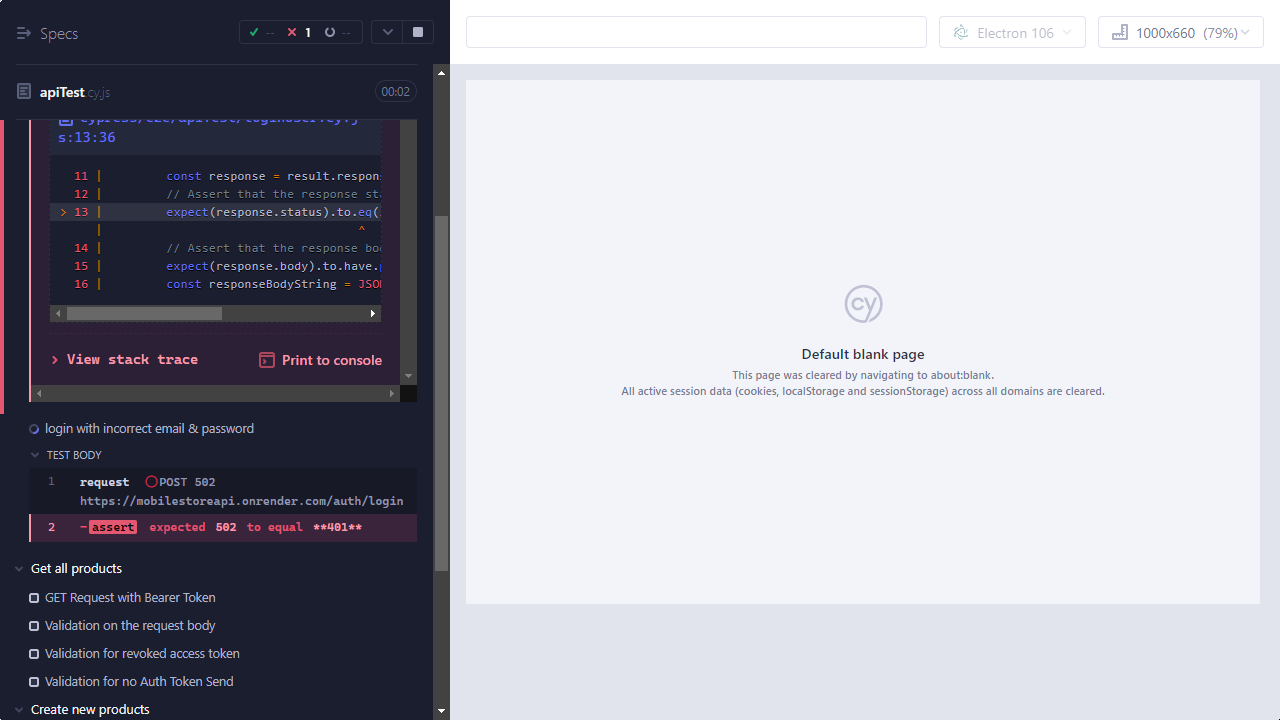 Specs
-- 1 --
Electron 106
1000x660 (79%)
apiTest.cy.js
00:02
cypress/e2e/apiTest/loginUser.cy.j
s:13:36
11 | const response = result.respon
12 | // Assert that the response sta
> 13 | expect(response.status).to.eq(
| ^
14 | // Assert that the response bod
15 | expect(response.body).to.have.
16 | const responseBodyString = JSON
> View stack trace
Print to console
cy
Default blank page
This page was cleared by navigating to about:blank.
All active session data (cookies, localStorage and sessionStorage) across all domains are cleared.
login with incorrect email & password
TEST BODY
1 request POST 502
https://mobilestoreapi.onrender.com/auth/login
2 -assert expected 502 to equal **401**
Get all products
GET Request with Bearer Token
Validation on the request body
Validation for revoked access token
Validation for no Auth Token Send
Create new products